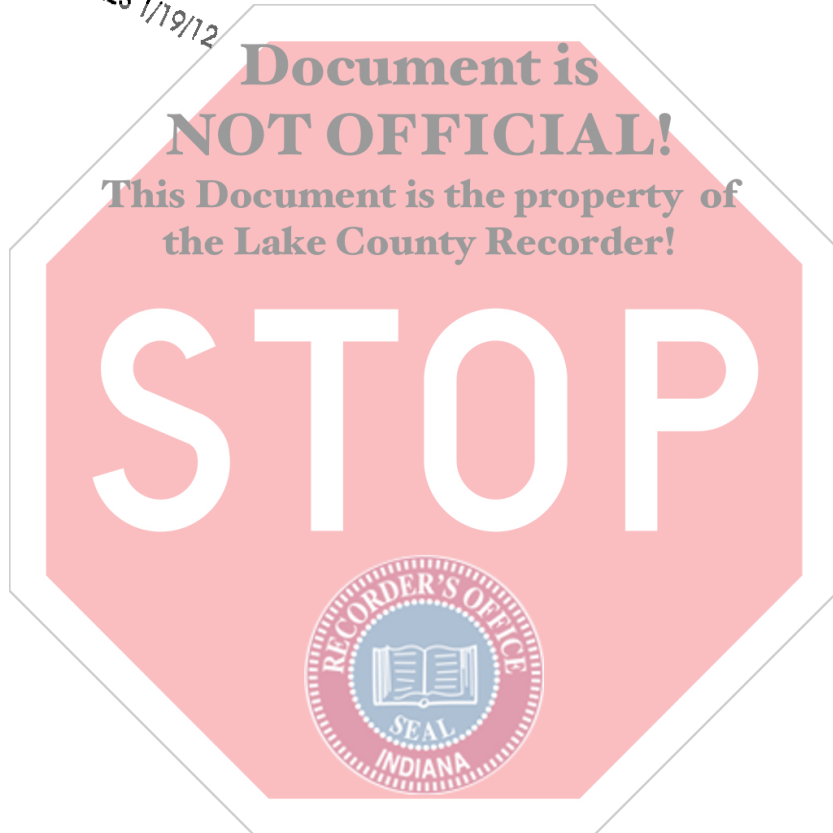 1/19/12
Document is
NOT OFFICIAL!
This Document is the property of
the Lake County Recorder!
STOP
RECORDER'S OFFICE
SEAL
INDIANA